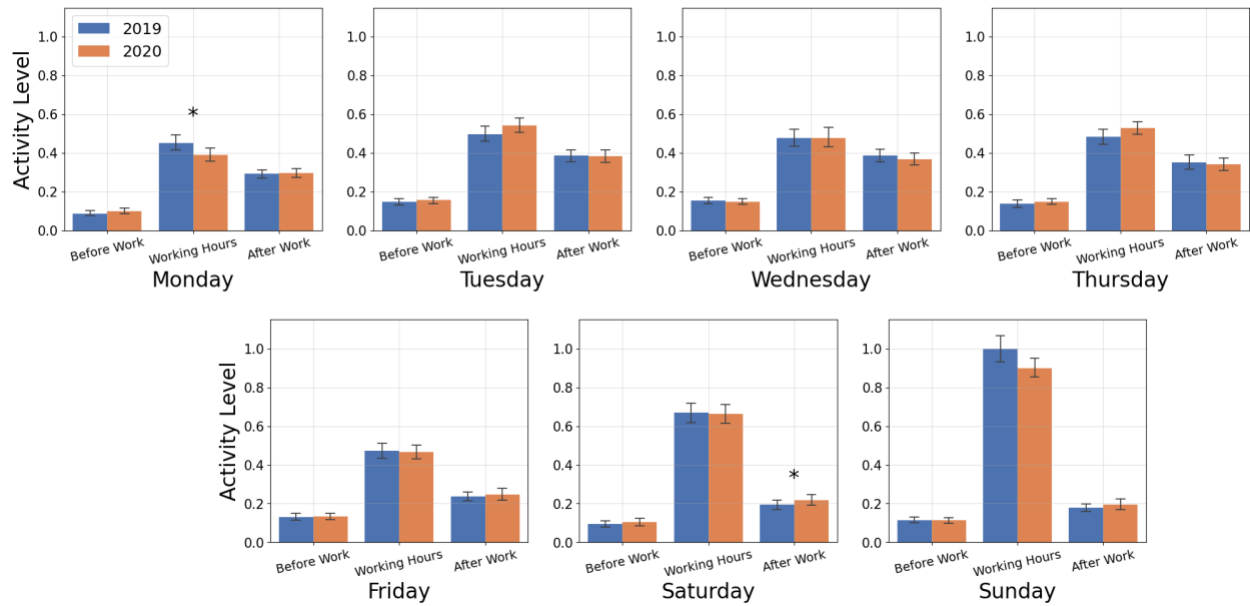 Activity Level
1.0
0.8
0.6
0.4
0.2
0.0
2019
2020
*
Before Work
Working Hours
After Work
Monday
1.0
0.8
0.6
0.4
0.2
0.0
Before Work
Working Hours
After Work
Tuesday
1.0
0.8
0.6
0.4
0.2
0.0
Before Work
Working Hours
After Work
Wednesday
1.0
0.8
0.6
0.4
0.2
0.0
Before Work
Working Hours
After Work
Thursday
Activity Level
1.0
0.8
0.6
0.4
0.2
0.0
Before Work
Working Hours
After Work
Friday
1.0
0.8
0.6
0.4
0.2
0.0
*
Before Work
Working Hours
After Work
Saturday
1.0
0.8
0.6
0.4
0.2
0.0
Before Work
Working Hours
After Work
Sunday